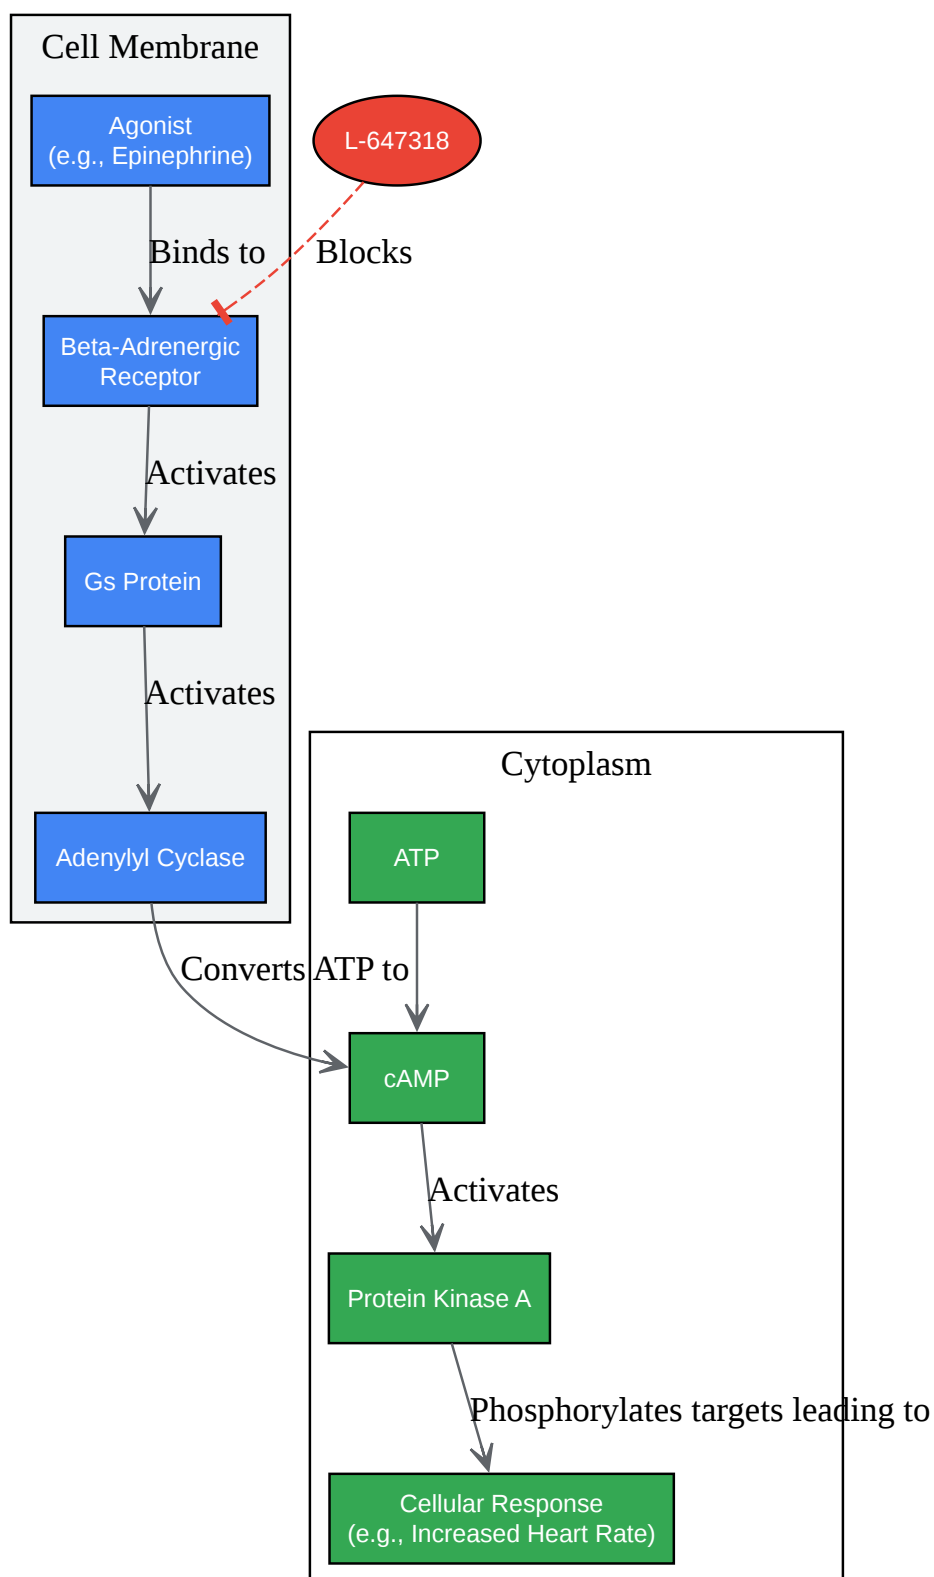 Cell Membrane
Agonist
(e.g., Epinephrine)
L-647318
Binds to
Blocks
Beta-Adrenergic
Receptor
Activates
Gs Protein
Activates
Cytoplasm
Adenylyl Cyclase
ATP
Converts ATP to
cAMP
Activates
Protein Kinase A
Phosphorylates targets leading to
Cellular Response
(e.g., Increased Heart Rate)